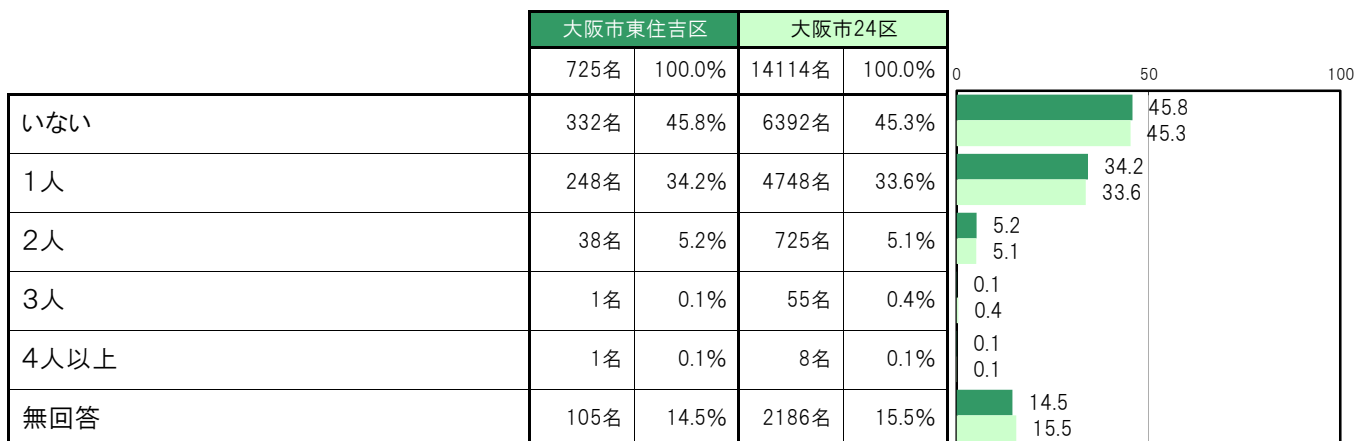 大阪市東住吉区 大阪市24区
725名 100.0% 14114名 100.0% 0 50 100
いない 332名 45.8% 6392名 45.3% 45.8
45.3
1人 248名 34.2% 4748名 33.6% 34.2
33.6
2人 38名 5.2% 725名 5.1% 5.2
5.1
3人 1名 0.1% 55名 0.4% 0.1
0.4
4人以上 1名 0.1% 8名 0.1% 0.1
0.1
無回答 105名 14.5% 2186名 15.5% 14.5
15.5